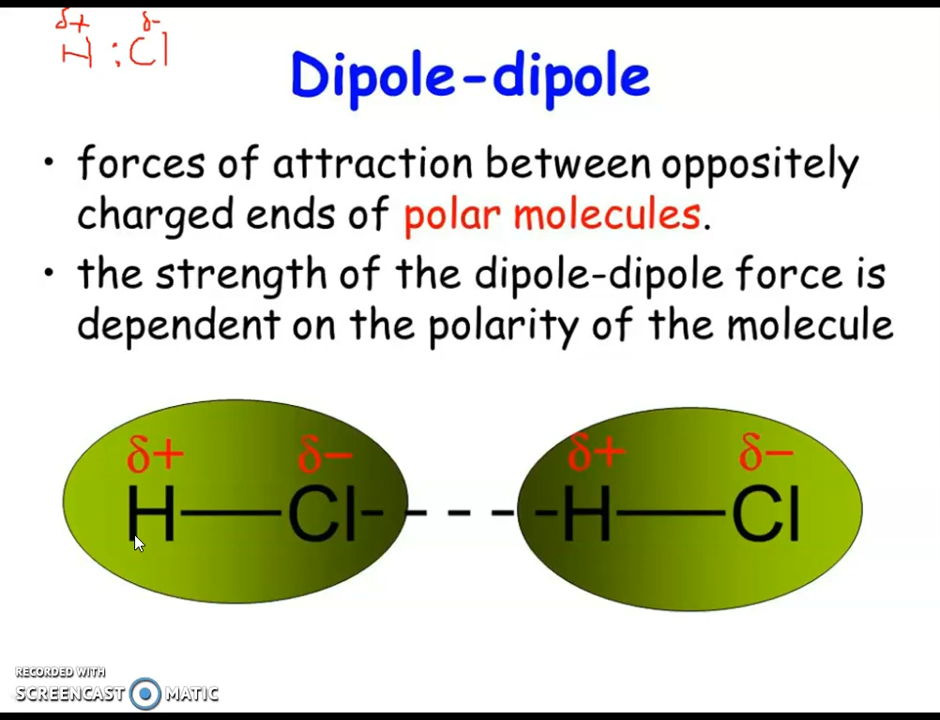 δ+ δ-
H :Cl
Dipole-dipole
• forces of attraction between oppositely
charged ends of polar molecules.
• the strength of the dipole-dipole force is
dependent on the polarity of the molecule
δ+ δ− δ+ δ−
H Cl H Cl
RECORDED WITH
SCREENCAST MATIC